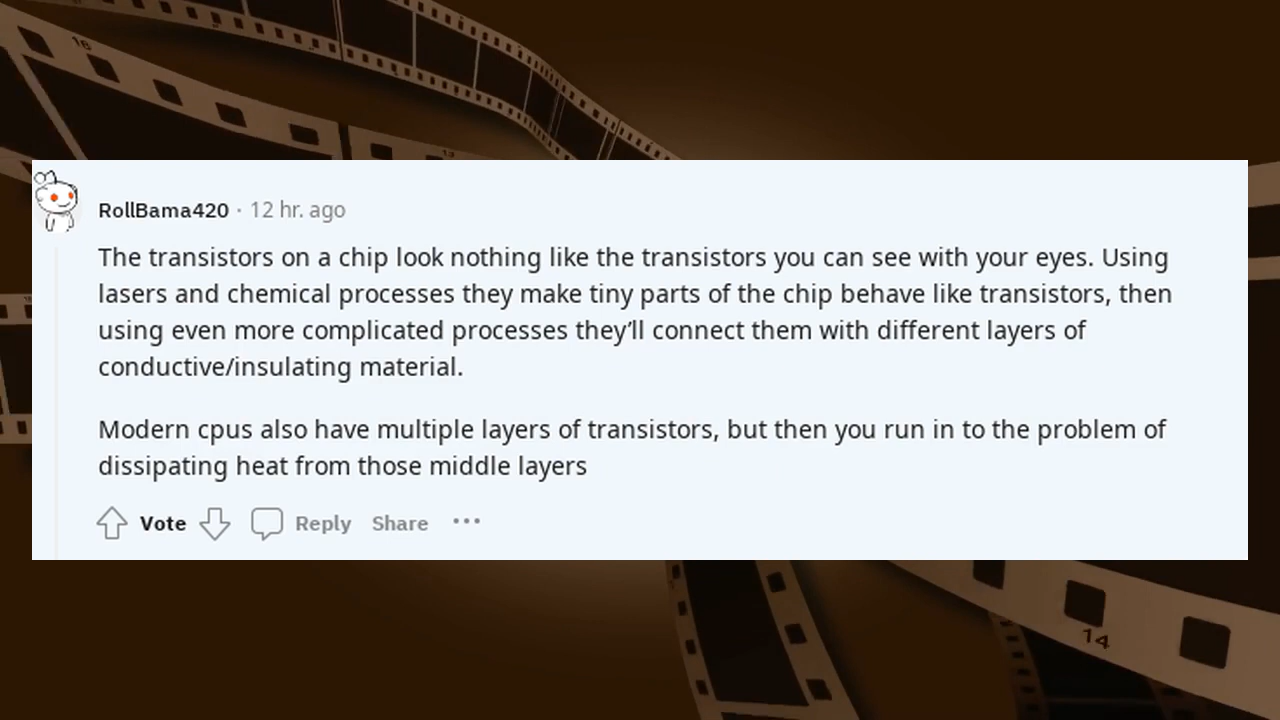 16
RollBama420 · 12 hr. ago
The transistors on a chip look nothing like the transistors you can see with your eyes. Using
lasers and chemical processes they make tiny parts of the chip behave like transistors, then
using even more complicated processes they’ll connect them with different layers of
conductive/insulating material.
Modern cpus also have multiple layers of transistors, but then you run in to the problem of
dissipating heat from those middle layers
Vote Reply Share
14